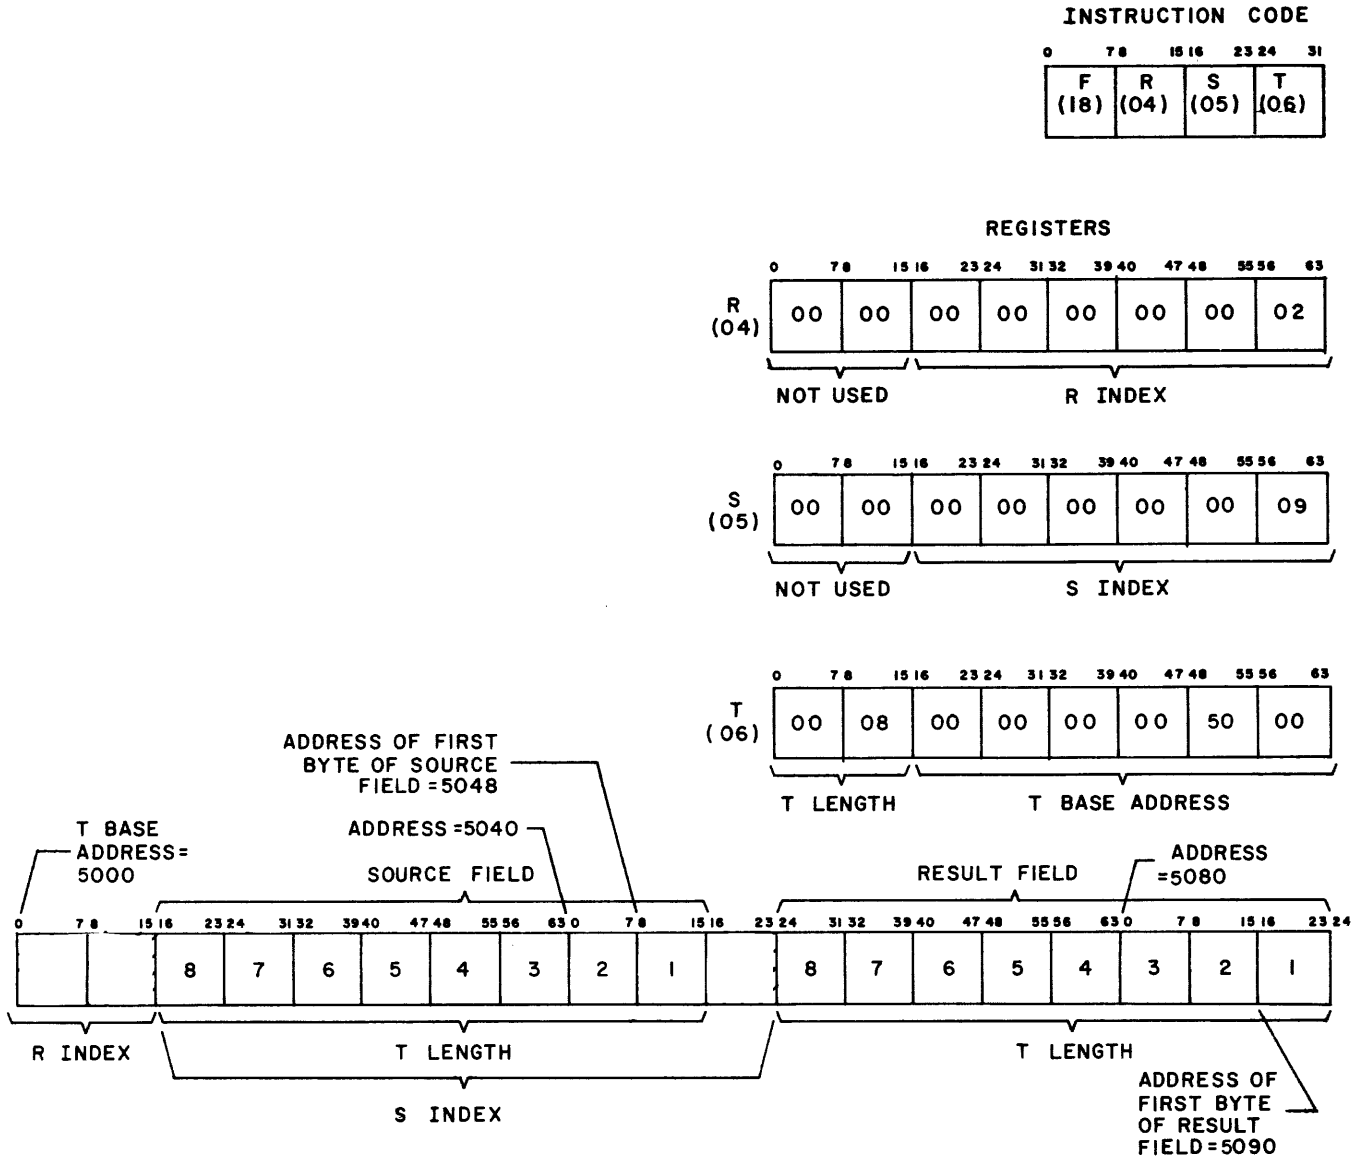 INSTRUCTION CODE
0 7 8 15 16 23 24 31
F R S T
(18) (04) (05) (06)
REGISTERS
0 7 8 15 16 23 24 31 32 39 40 47 48 55 56 63
R
(04)
00 00 00 00 00 00 00 02
NOT USED R INDEX
0 7 8 15 16 23 24 31 32 39 40 47 48 55 56 63
S
(05)
00 00 00 00 00 00 00 09
NOT USED S INDEX
0 7 8 15 16 23 24 31 32 39 40 47 48 55 56 63
T
(06)
00 08 00 00 00 00 50 00
T LENGTH T BASE ADDRESS
ADDRESS OF FIRST
BYTE OF SOURCE
FIELD = 5048
T BASE
ADDRESS=
5000
ADDRESS =5040
SOURCE FIELD
RESULT FIELD
ADDRESS
=5080
0 7 8 15 16 23 24 31 32 39 40 47 48 55 56 63 0 7 8 15 16 23 24 31 32 39 40 47 48 55 56 63 0 7 8 15 16 23 24
8 7 6 5 4 3 2 1 8 7 6 5 4 3 2 1
R INDEX T LENGTH T LENGTH
S INDEX
ADDRESS OF
FIRST BYTE
OF RESULT
FIELD=5090